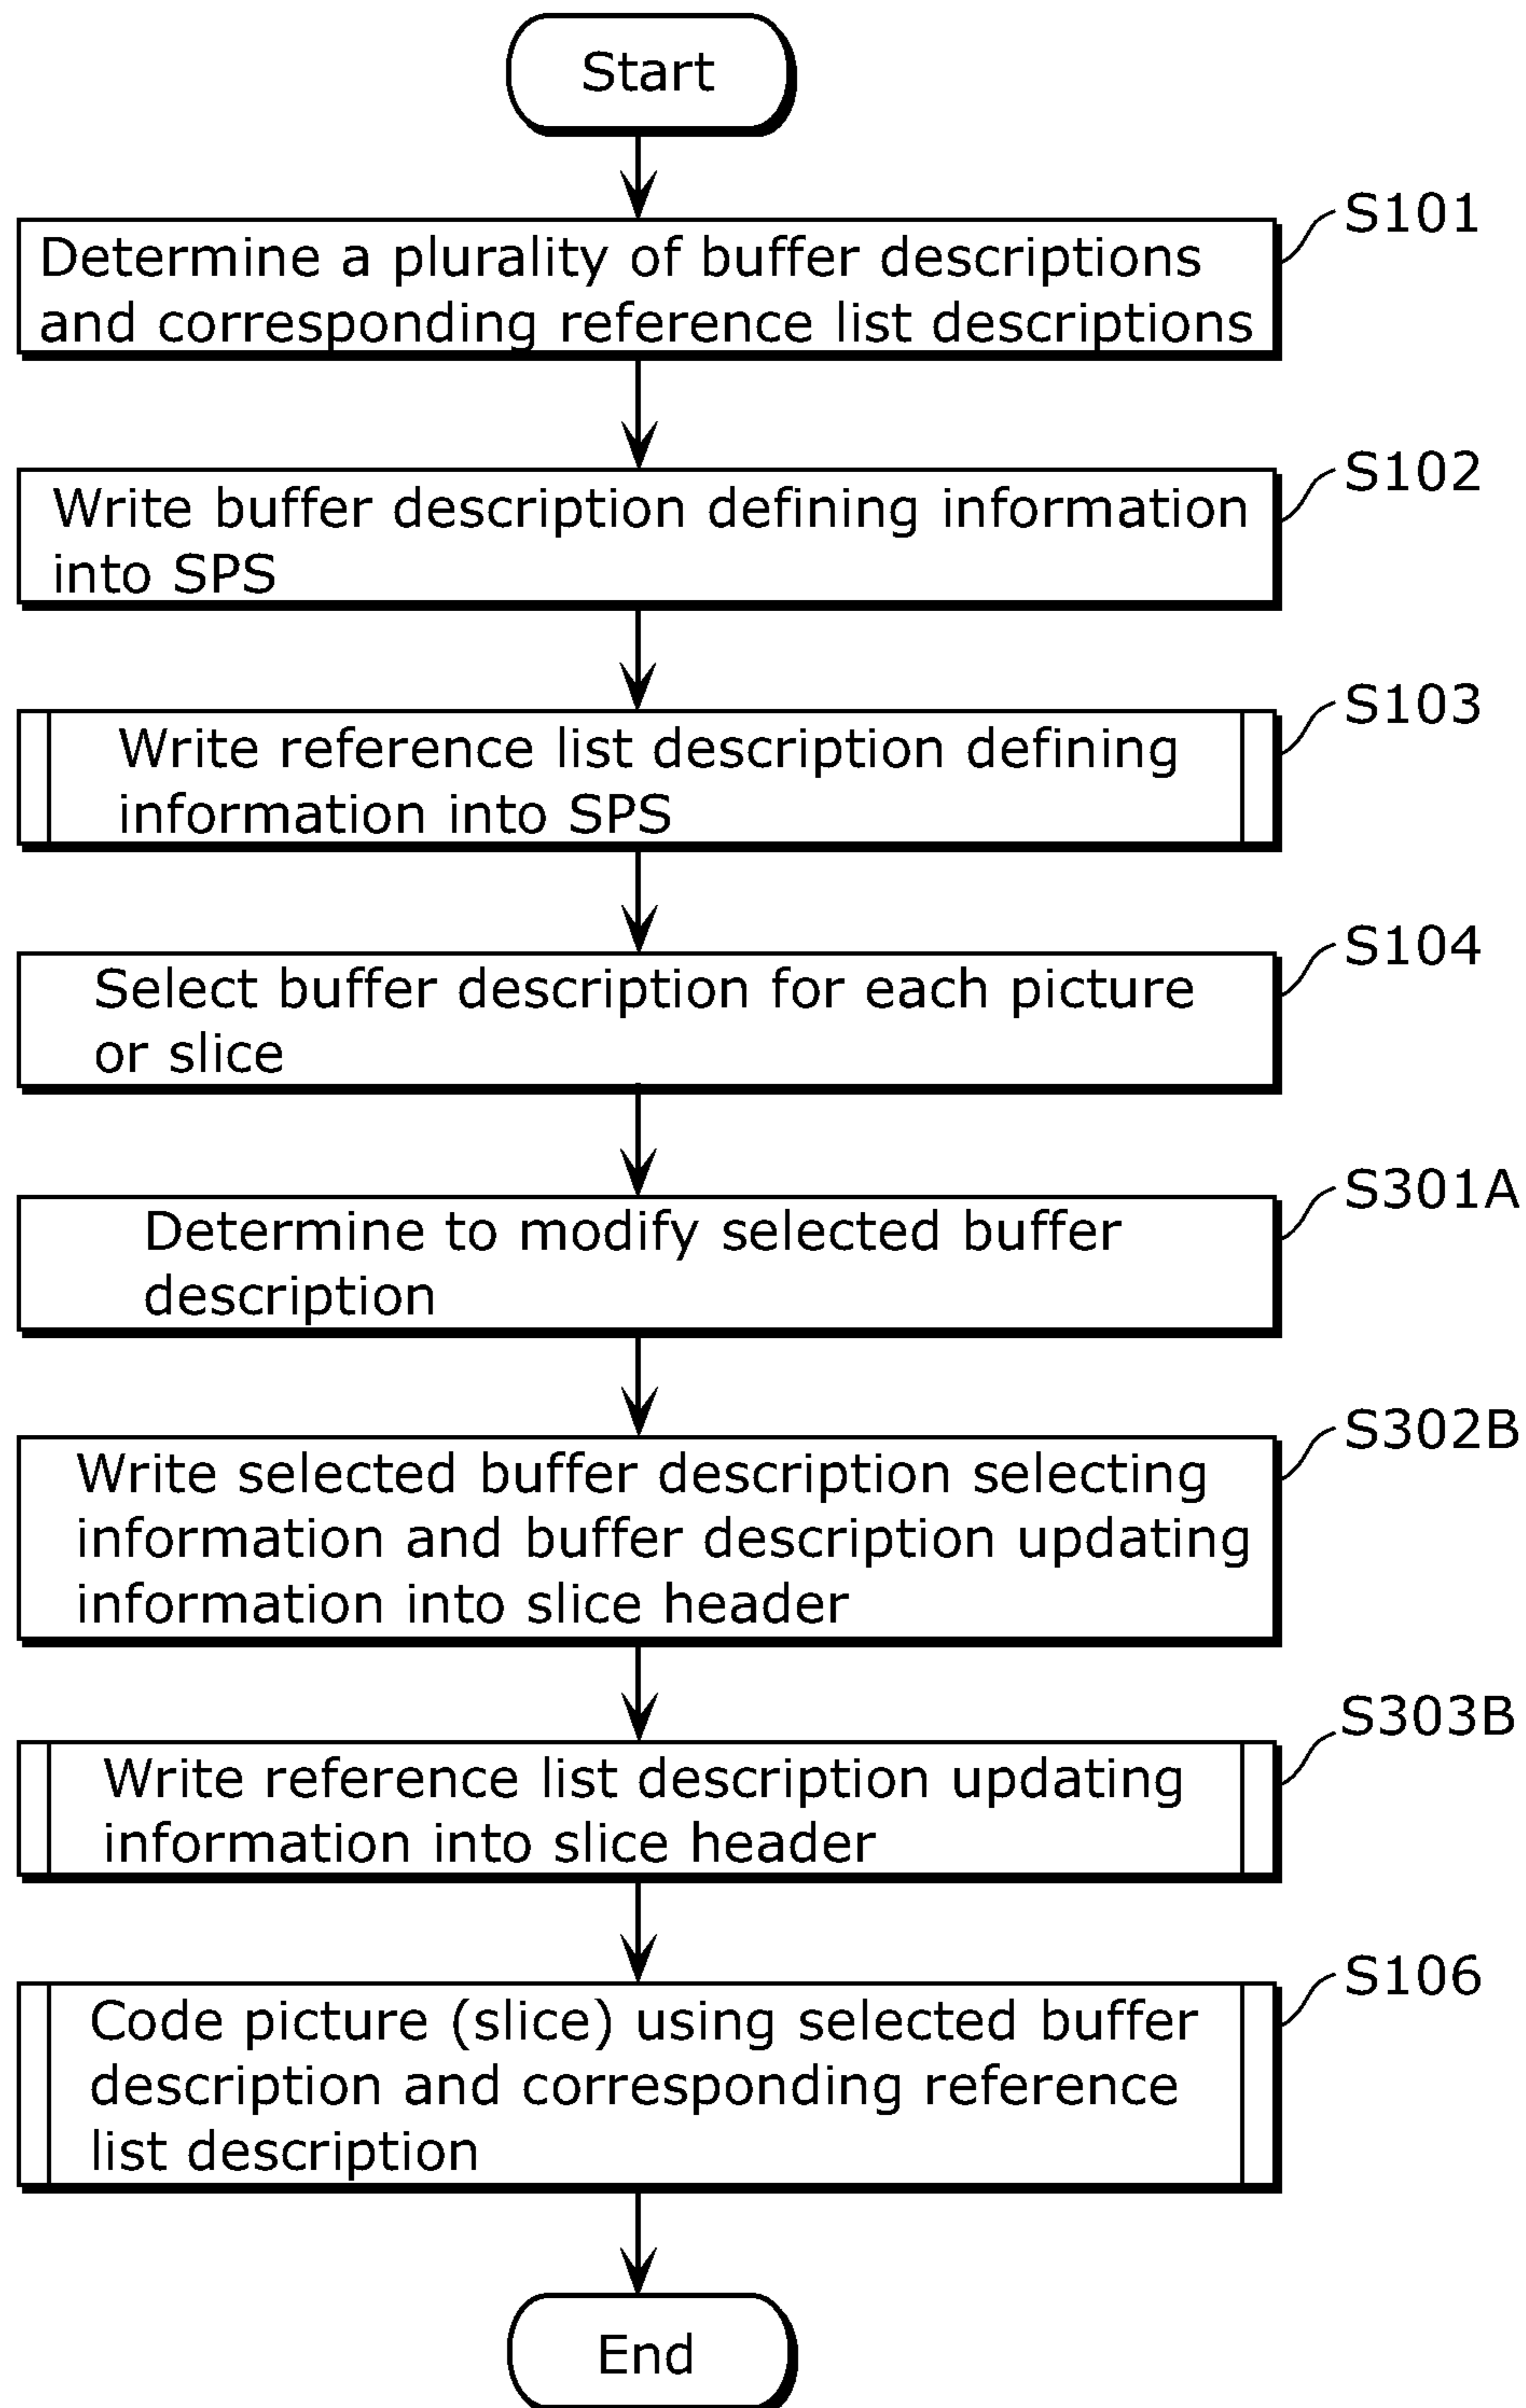 Start
S101
Determine a plurality of buffer descriptions
and corresponding reference list descriptions
S102
Write buffer description defining information
into SPS
S103
Write reference list description defining
information into SPS
S104
Select buffer description for each picture
or slice
S301A
Determine to modify selected buffer
description
S302B
Write selected buffer description selecting
information and buffer description updating
information into slice header
S303B
Write reference list description updating
information into slice header
S106
Code picture (slice) using selected buffer
description and corresponding reference
list description
End